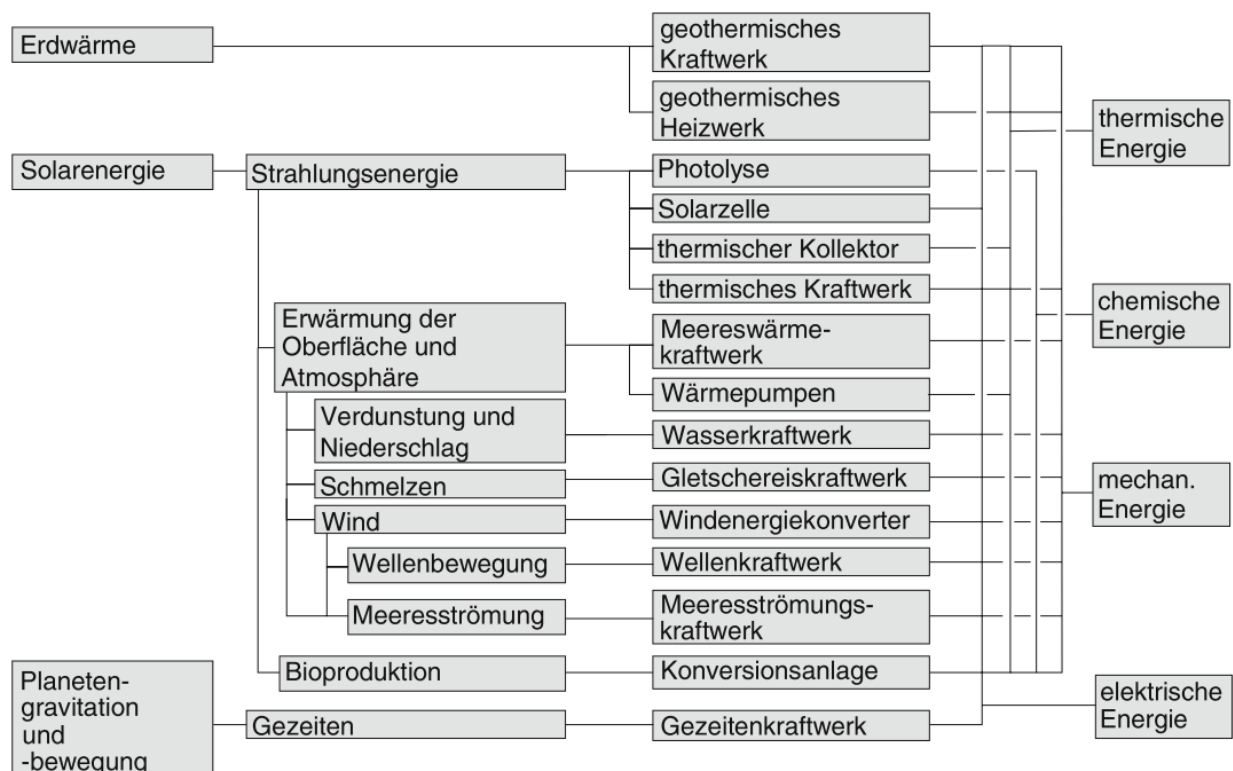 Erdwärme
geothermisches
Kraftwerk
geothermisches
Heizwerk
thermische
Energie
Solarenergie
Strahlungsenergie
Photolyse
Solarzelle
thermischer Kollektor
thermisches Kraftwerk
chemische
Energie
Erwärmung der
Oberfläche und
Atmosphäre
Meereswärme-
kraftwerk
Wärmepumpen
Verdunstung und
Niederschlag
Wasserkraftwerk
Schmelzen
Gletschereiskraftwerk
mechan.
Energie
Wind
Windenergiekonverter
Wellenbewegung
Wellenkraftwerk
Meeresströmung
Meeresströmungs-
kraftwerk
Bioproduktion
Konversionsanlage
Planeten-
gravitation
und
-bewegung
Gezeiten
Gezeitenkraftwerk
elektrische
Energie